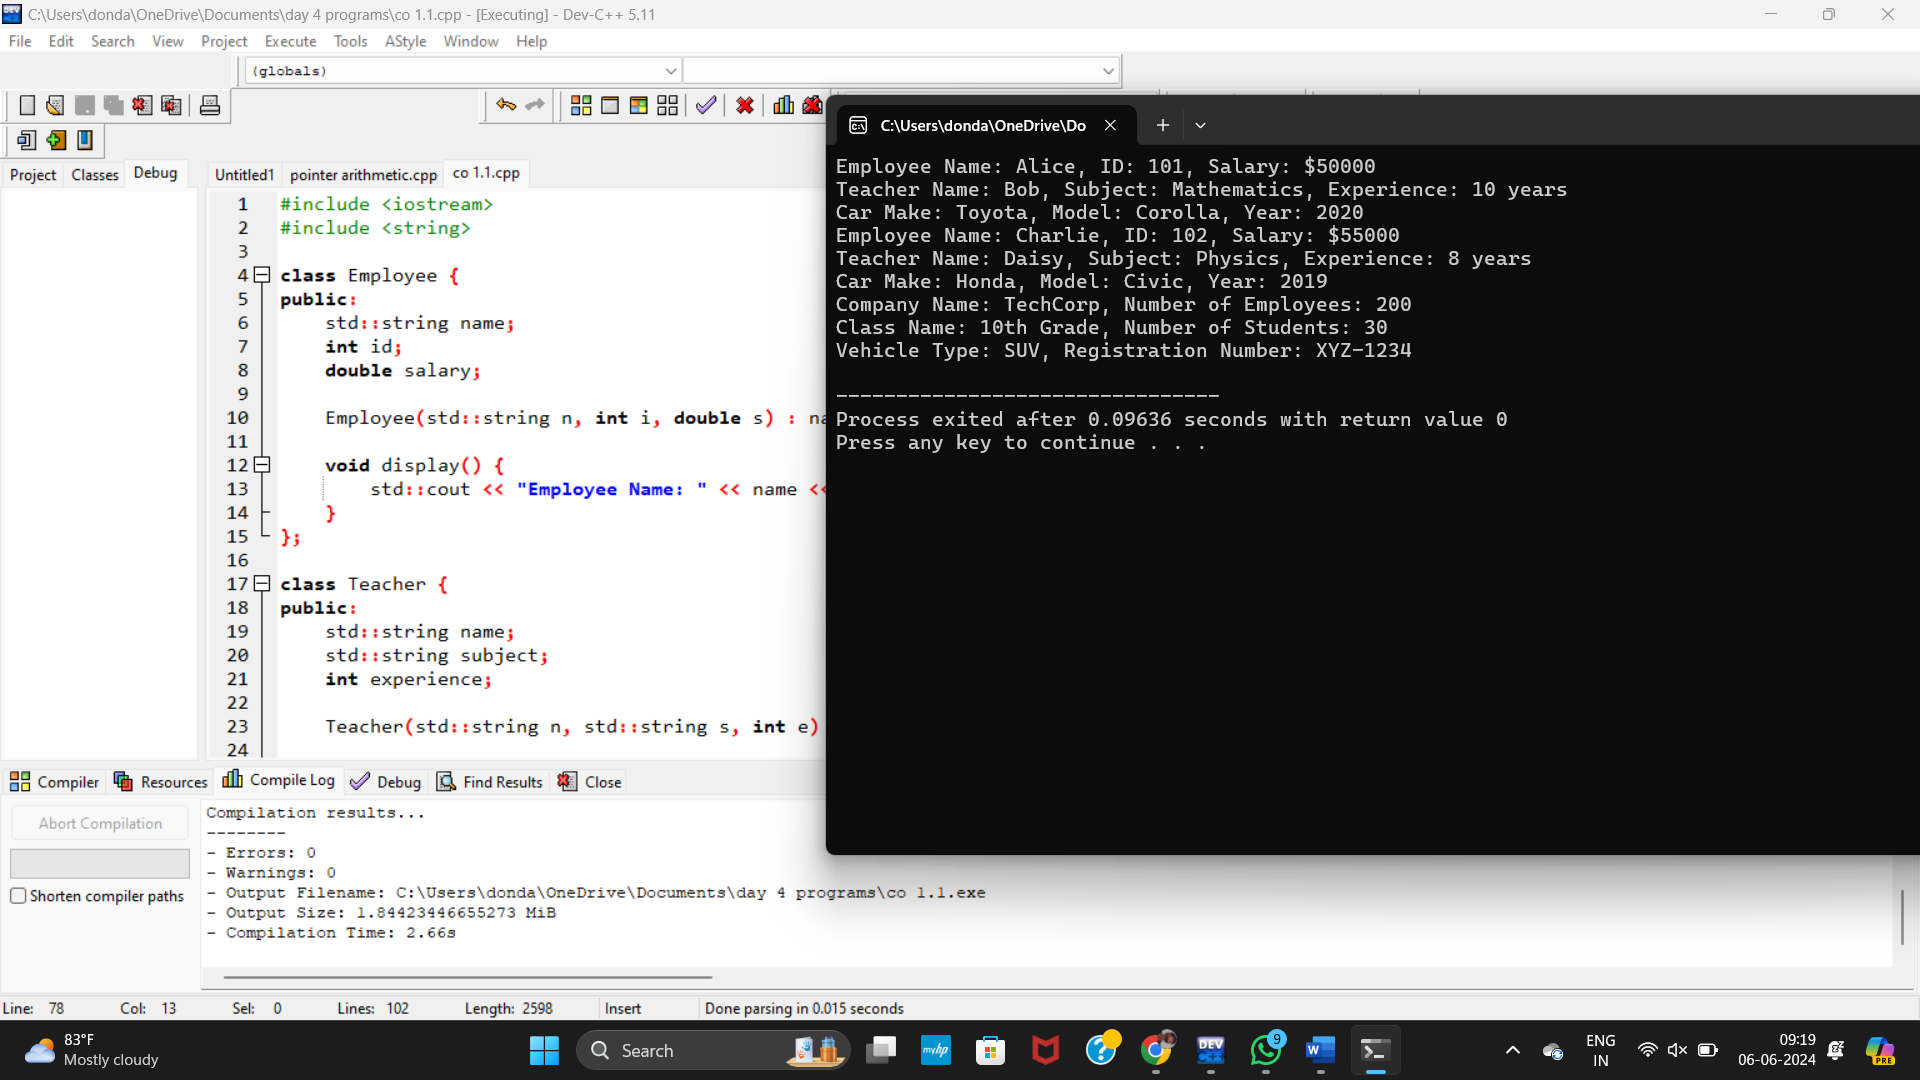 C:\Users\donda\OneDrive\Documents\day 4 programs\co 1.1.cpp - [Executing] - Dev-C++ 5.11
File Edit Search View Project Execute Tools AStyle Window Help
(globals)
Project Classes Debug
Untitled1 pointer arithmetic.cpp co 1.1.cpp
1 #include <iostream>
2 #include <string>
3
4 class Employee {
5 public:
6 std::string name;
7 int id;
8 double salary;
9
10 Employee(std::string n, int i, double s) : na
11
12 void display() {
13 std::cout << "Employee Name: " << name <<
14 }
15 };
16
17 class Teacher {
18 public:
19 std::string name;
20 std::string subject;
21 int experience;
22
23 Teacher(std::string n, std::string s, int e)
24
C:\Users\donda\OneDrive\Do
Employee Name: Alice, ID: 101, Salary: $50000
Teacher Name: Bob, Subject: Mathematics, Experience: 10 years
Car Make: Toyota, Model: Corolla, Year: 2020
Employee Name: Charlie, ID: 102, Salary: $55000
Teacher Name: Daisy, Subject: Physics, Experience: 8 years
Car Make: Honda, Model: Civic, Year: 2019
Company Name: TechCorp, Number of Employees: 200
Class Name: 10th Grade, Number of Students: 30
Vehicle Type: SUV, Registration Number: XYZ-1234
--------------------------------
Process exited after 0.09636 seconds with return value 0
Press any key to continue . . .
Compiler Resources Compile Log Debug Find Results Close
Abort Compilation
Shorten compiler paths
Compilation results...
--------
- Errors: 0
- Warnings: 0
- Output Filename: C:\Users\donda\OneDrive\Documents\day 4 programs\co 1.1.exe
- Output Size: 1.84423446655273 MiB
- Compilation Time: 2.66s
Line: 78 Col: 13 Sel: 0 Lines: 102 Length: 2598 Insert Done parsing in 0.015 seconds
83°F
Mostly cloudy
Search
myhp
DEV
9
W
ENG
IN
09:19
06-06-2024
PRE